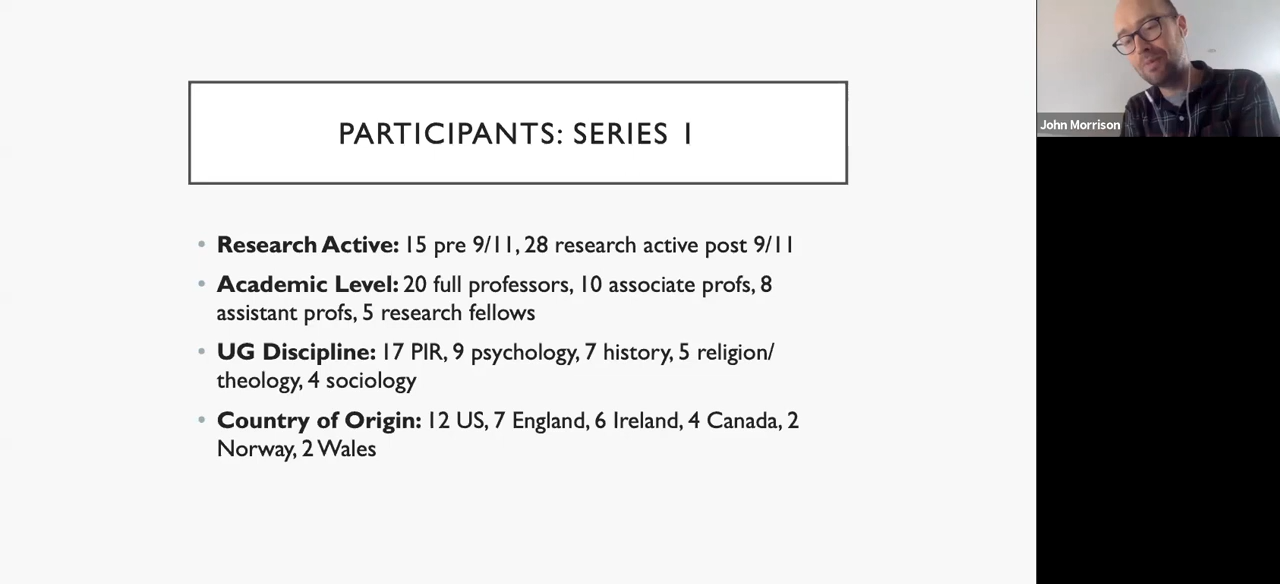 PARTICIPANTS: SERIES 1
• Research Active: 15 pre 9/11, 28 research active post 9/11
• Academic Level: 20 full professors, 10 associate profs, 8
assistant profs, 5 research fellows
• UG Discipline: 17 PIR, 9 psychology, 7 history, 5 religion/
theology, 4 sociology
• Country of Origin: 12 US, 7 England, 6 Ireland, 4 Canada, 2
Norway, 2 Wales
John Morrison